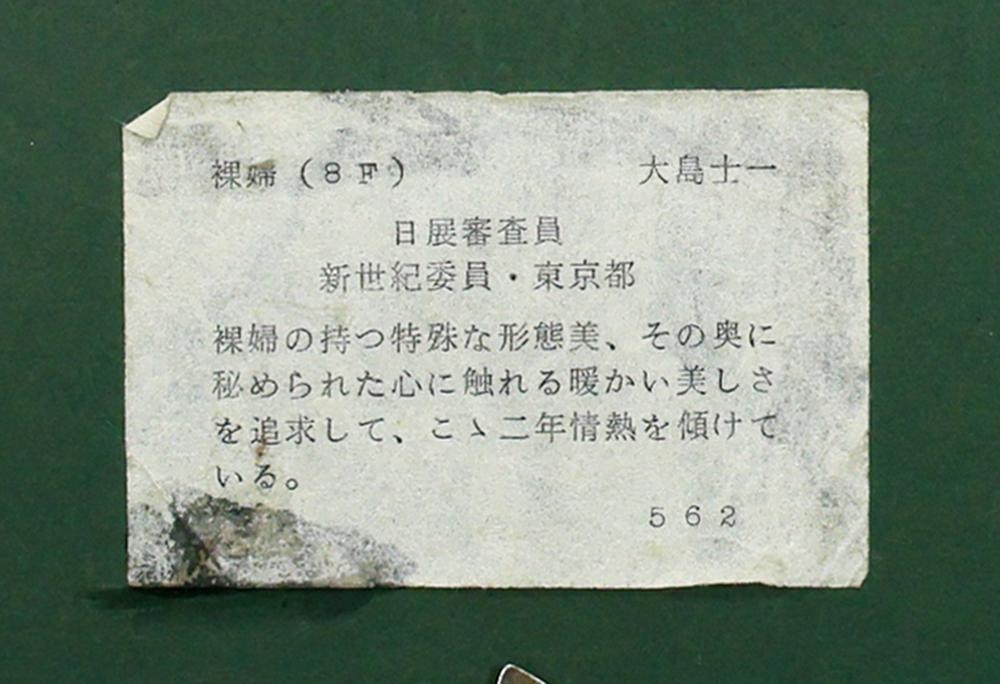 裸婦(8F) 大島士一
日展審査員
新世紀委員・東京都
裸婦の持つ特殊な形態美、その奥に
秘められた心に触れる暖かい美しさ
を追求して、こゝ二年情熱を傾けて
いる。
562